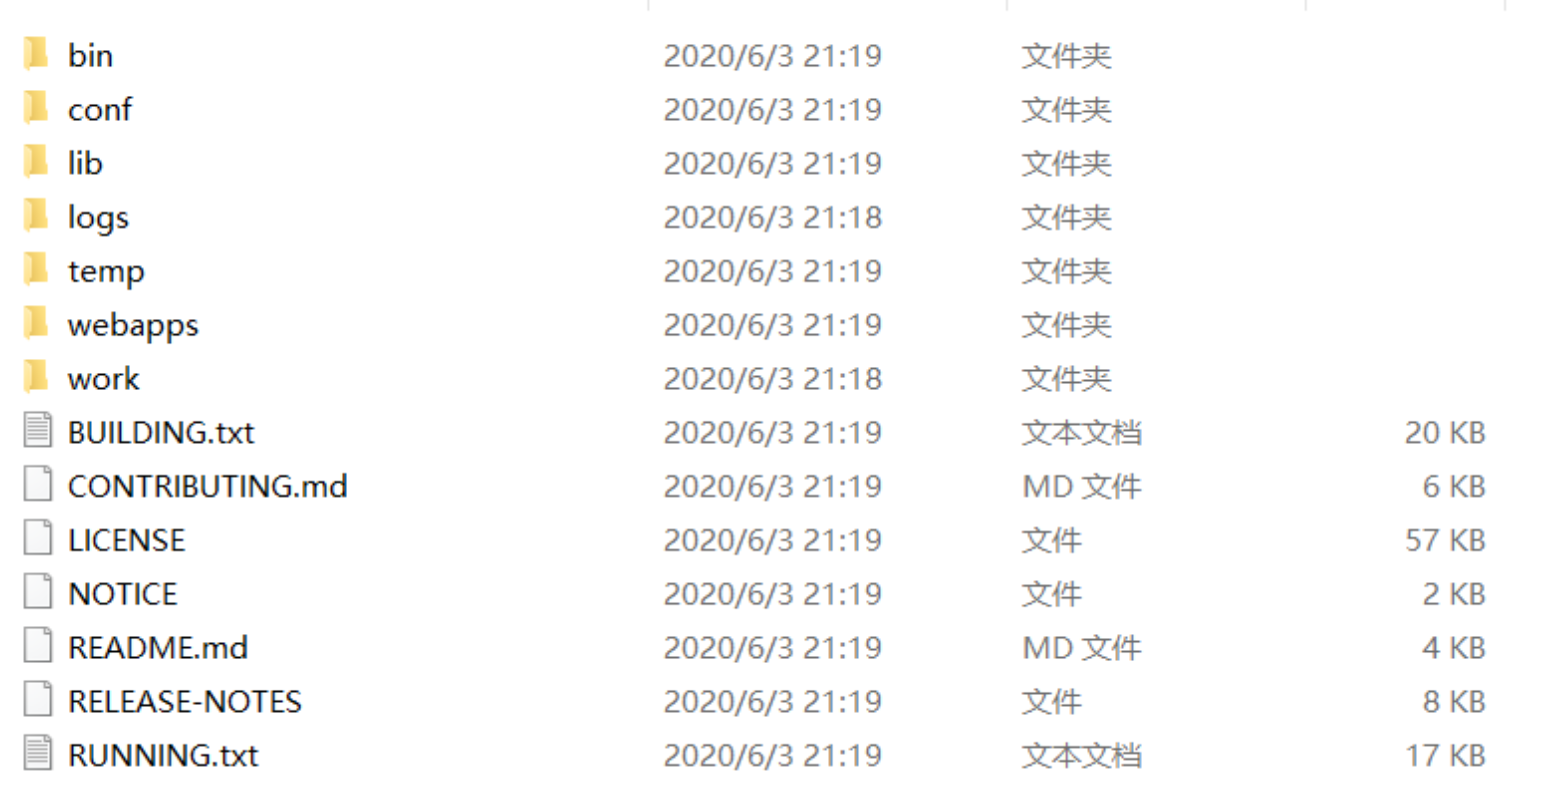 bin 2020/6/3 21:19 文件夹
conf 2020/6/3 21:19 文件夹
lib 2020/6/3 21:19 文件夹
logs 2020/6/3 21:18 文件夹
temp 2020/6/3 21:19 文件夹
webapps 2020/6/3 21:19 文件夹
work 2020/6/3 21:18 文件夹
BUILDING.txt 2020/6/3 21:19 文本文档 20 KB
CONTRIBUTING.md 2020/6/3 21:19 MD 文件 6 KB
LICENSE 2020/6/3 21:19 文件 57 KB
NOTICE 2020/6/3 21:19 文件 2 KB
README.md 2020/6/3 21:19 MD 文件 4 KB
RELEASE-NOTES 2020/6/3 21:19 文件 8 KB
RUNNING.txt 2020/6/3 21:19 文本文档 17 KB